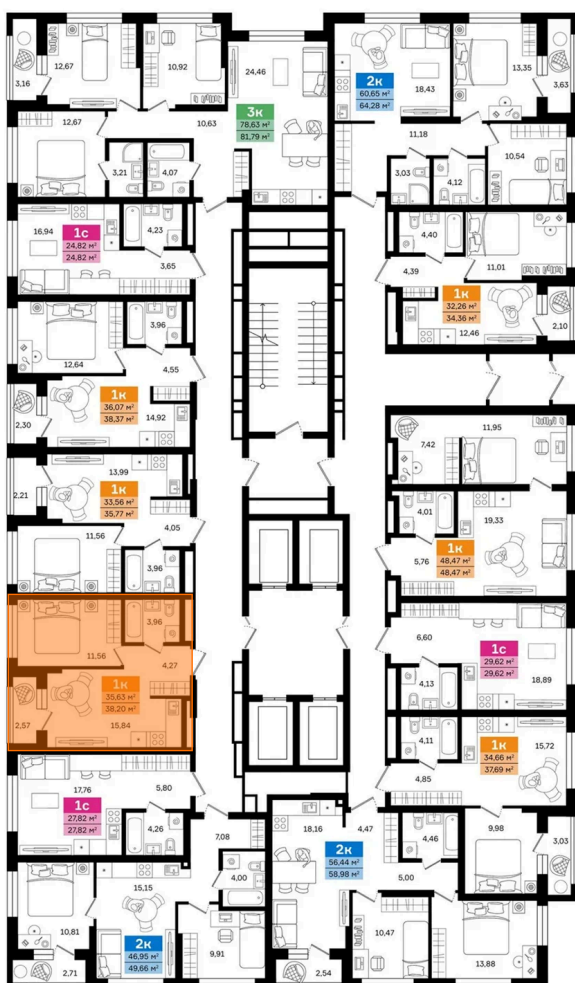 3,16
12,67
10,92
24,46
3к
78,63 м²
81,79 м²
12,67
10,63
3,21
4,07
2к
60,65 м²
64,28 м²
18,43
13,35
3,63
11,18
3,03
4,12
10,54
16,94
1с
24,82 м²
24,82 м²
4,23
3,65
4,40
4,39
11,01
1к
32,26 м²
34,36 м²
12,46
2,10
3,96
12,64
4,55
1к
36,07 м²
38,37 м²
14,92
2,30
13,99
2,21
1к
33,56 м²
35,77 м²
4,05
11,56
3,96
7,42
11,95
4,01
19,33
5,76
1к
48,47 м²
48,47 м²
3,96
11,56
4,27
1к
35,63 м²
38,20 м²
2,57
15,84
6,60
1с
29,62 м²
29,62 м²
4,13
18,89
4,11
1к
34,66 м²
37,69 м²
15,72
4,85
17,76
5,80
1с
27,82 м²
27,82 м²
4,26
7,08
4,00
15,15
10,81
2к
46,95 м²
49,66 м²
9,91
2,71
18,16
4,47
2к
56,44 м²
58,98 м²
4,46
5,00
9,98
3,03
10,47
13,88
2,54